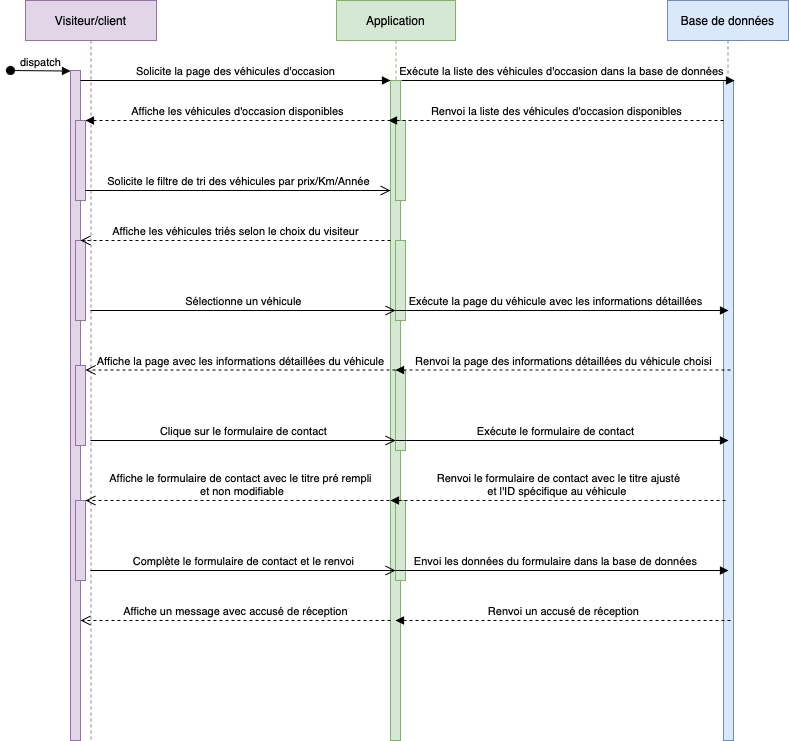 Visiteur/client
Application
Base de données
dispatch
Solicite la page des véhicules d'occasion
Exécute la liste des véhicules d'occasion dans la base de données
Affiche les véhicules d'occasion disponibles
Renvoi la liste des véhicules d'occasion disponibles
Solicite le filtre de tri des véhicules par prix/Km/Année
Affiche les véhicules triés selon le choix du visiteur
Sélectionne un véhicule
Exécute la page du véhicule avec les informations détaillées
Affiche la page avec les informations détaillées du véhicule
Renvoi la page des informations détaillées du véhicule choisi
Clique sur le formulaire de contact
Exécute le formulaire de contact
Affiche le formulaire de contact avec le titre pré rempli
et non modifiable
Renvoi le formulaire de contact avec le titre ajusté
et l'ID spécifique au véhicule
Complète le formulaire de contact et le renvoi
Envoi les données du formulaire dans la base de données
Affiche un message avec accusé de réception
Renvoi un accusé de réception